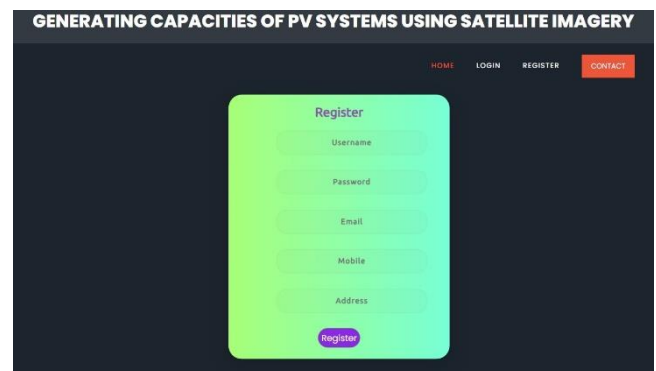 GENERATING CAPACITIES OF PV SYSTEMS USING SATELLITE IMAGERY
HOME LOGIN REGISTER CONTACT
Register
Username
Password
Email
Mobile
Address
Register